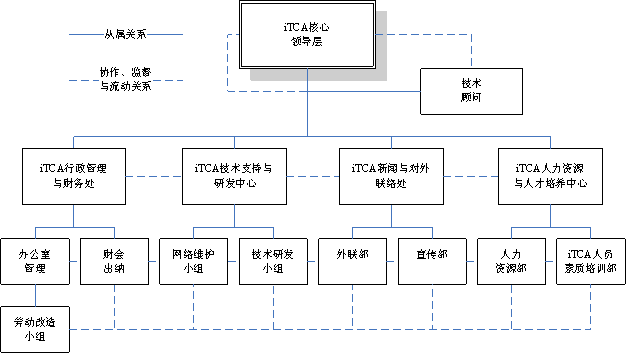 从属关系
协作、监督
与流动关系
iTCA核心
领导层
技术
顾问
iTCA行政管理
与财务处
iTCA技术支持与
研发中心
iTCA新闻与对外
联络处
iTCA人力资源
与人才培养中心
办公室
管理
财会
出纳
网络维护
小组
技术研发
小组
外联部
宣传部
人力
资源部
iTCA人员
素质培训部
劳动改造
小组